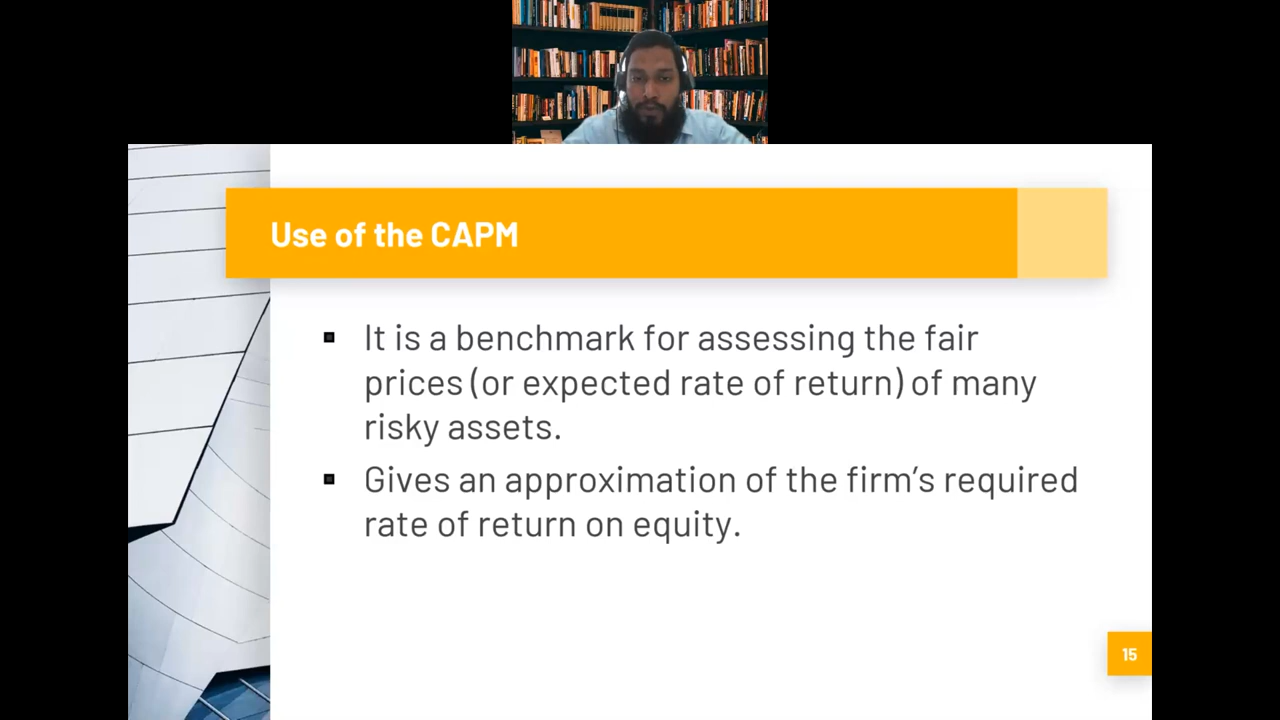 Use of the CAPM
▪ It is a benchmark for assessing the fair
prices (or expected rate of return) of many
risky assets.
▪ Gives an approximation of the firm’s required
rate of return on equity.
15